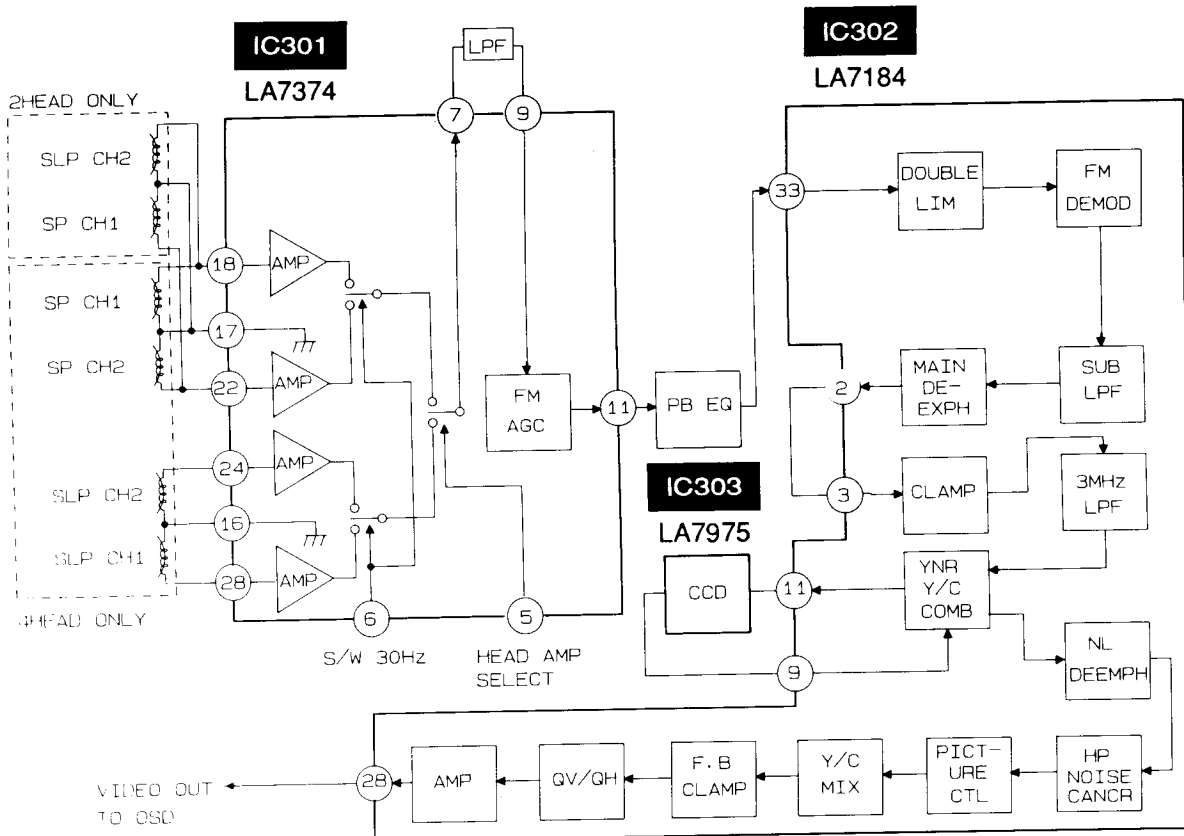 IC301
LA7374
LPF
7
9
2HEAD ONLY
SLP CH2
SP CH1
SP CH1
SP CH2
SLP CH2
SLP CH1
4HEAD ONLY
18
17
22
24
16
28
AMP
AMP
AMP
AMP
6
5
S/W 30Hz
HEAD AMP
SELECT
FM
AGC
11
PB EQ
IC302
LA7184
33
DOUBLE
LIM
FM
DEMOD
2
MAIN
DE-
EXPH
SUB
LPF
3
CLAMP
3MHz
LPF
IC303
LA7975
CCD
11
9
YNR
Y/C
COMB
NL
DEEMPH
VIDEO OUT
TO OSD
28
AMP
QV/QH
F.B
CLAMP
Y/C
MIX
PICT-
URE
CTL
HP
NOISE
CANCR